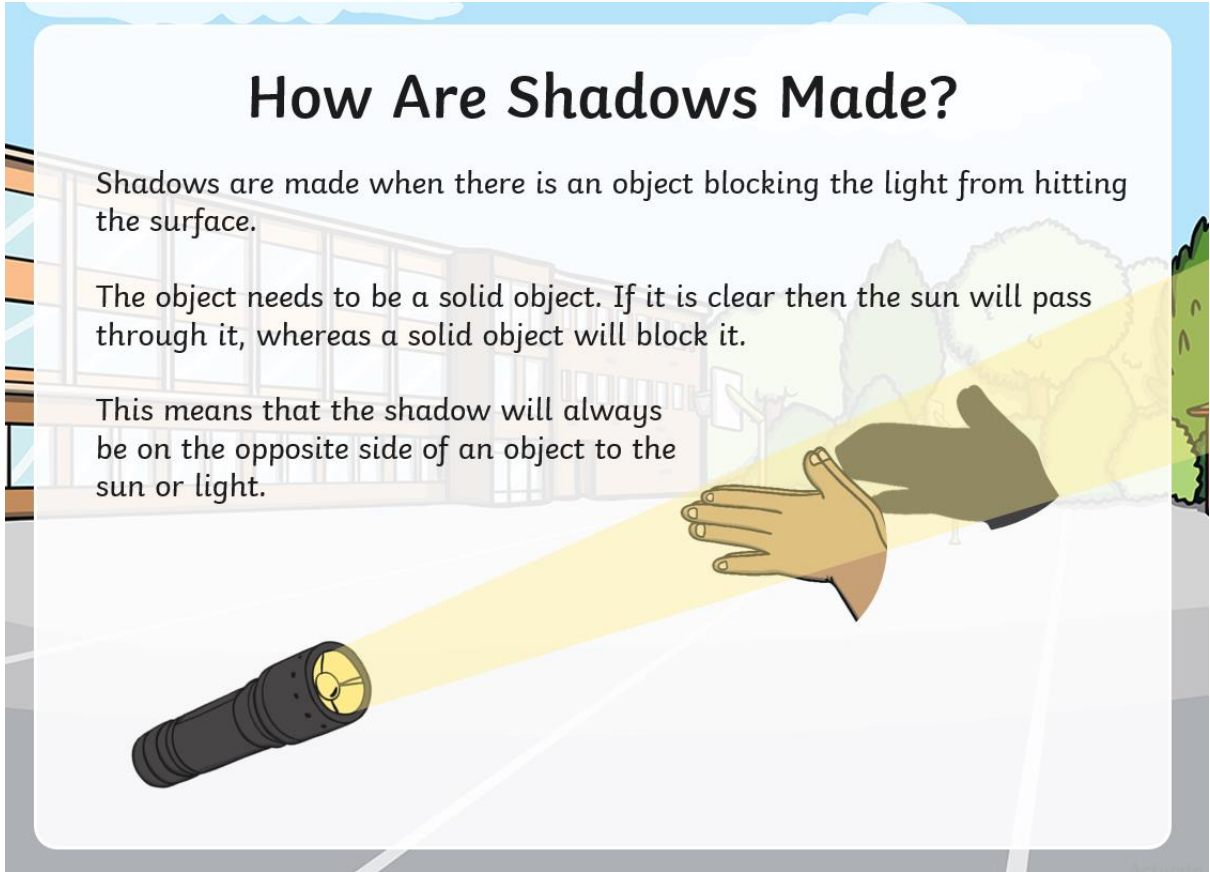 How Are Shadows Made?
Shadows are made when there is an object blocking the light from hitting
the surface.
The object needs to be a solid object. If it is clear then the sun will pass
through it, whereas a solid object will block it.
This means that the shadow will always
be on the opposite side of an object to the
sun or light.